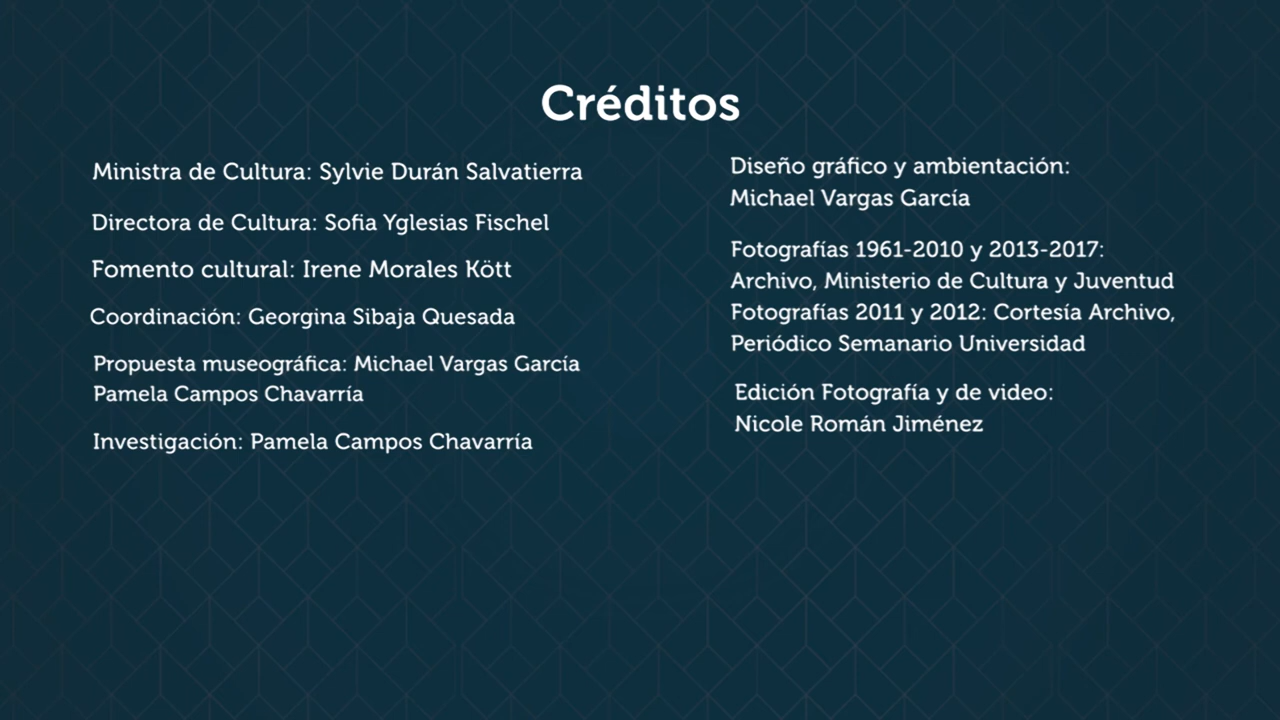 Créditos
Ministra de Cultura: Sylvie Durán Salvatierra
Directora de Cultura: Sofia Yglesias Fischel
Fomento cultural: Irene Morales Kött
Coordinación: Georgina Sibaja Quesada
Propuesta museográfica: Michael Vargas García
Pamela Campos Chavarría
Investigación: Pamela Campos Chavarría
Diseño gráfico y ambientación:
Michael Vargas García
Fotografías 1961-2010 y 2013-2017:
Archivo, Ministerio de Cultura y Juventud
Fotografías 2011 y 2012: Cortesía Archivo,
Periódico Semanario Universidad
Edición Fotografía y de video:
Nicole Román Jiménez